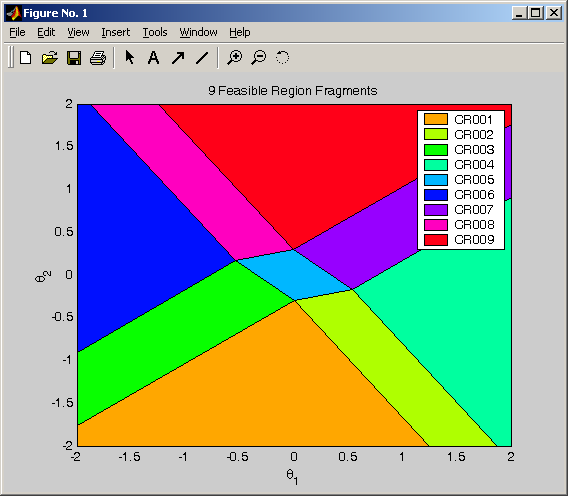 Figure No. 1
File Edit View Insert Tools Window Help
A
9 Feasible Region Fragments
2
1.5
1
0.5
0
-0.5
-1
-1.5
-2
θ2
CR001
CR002
CR003
CR004
CR005
CR006
CR007
CR008
CR009
-2 -1.5 -1 -0.5 0 0.5 1 1.5 2
θ1